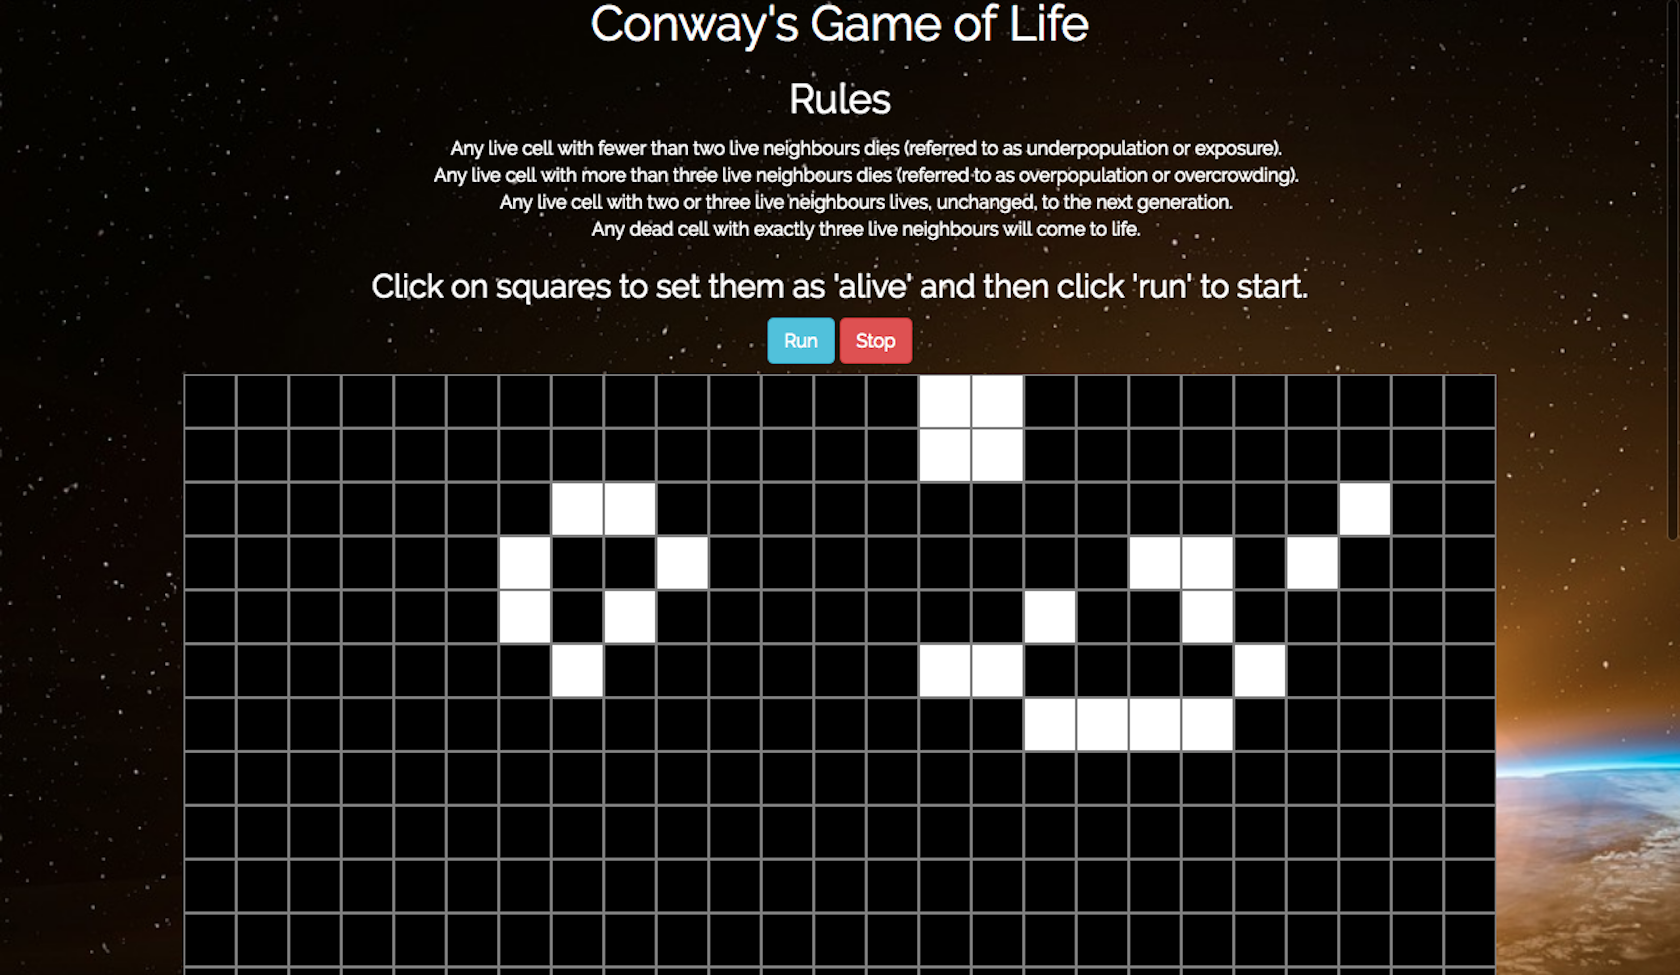 Conway's Game of Life
Rules
Any live cell with fewer than two live neighbours dies (referred to as underpopulation or exposure).
Any live cell with more than three live neighbours dies (referred to as overpopulation or overcrowding).
Any live cell with two or three live neighbours lives, unchanged, to the next generation.
Any dead cell with exactly three live neighbours will come to life.
Click on squares to set them as 'alive' and then click 'run' to start.
Run Stop